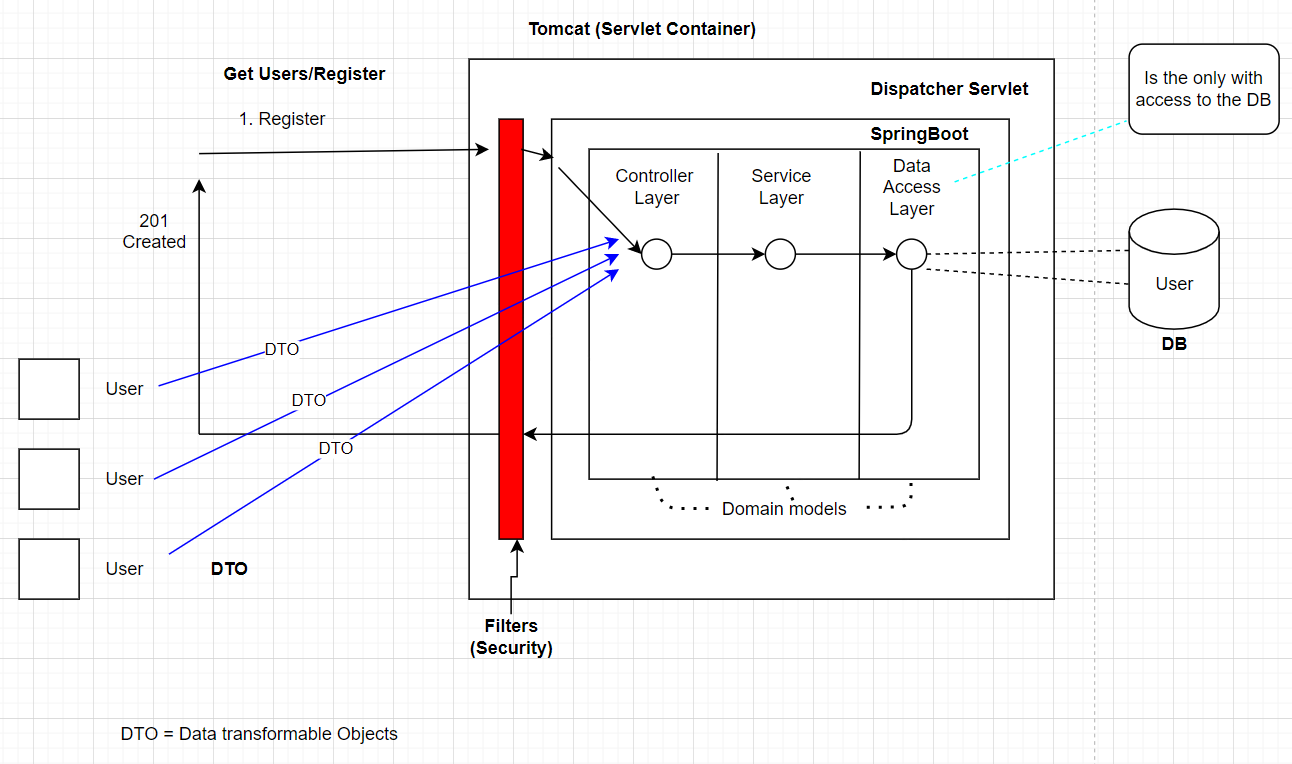 Tomcat (Servlet Container)
Get Users/Register
1. Register
Dispatcher Servlet
SpringBoot
Is the only with
access to the DB
Controller
Layer
Service
Layer
Data
Access
Layer
201
Created
User
DB
DTO
User
DTO
DTO
User
Domain models
User
DTO
Filters
(Security)
DTO = Data transformable Objects